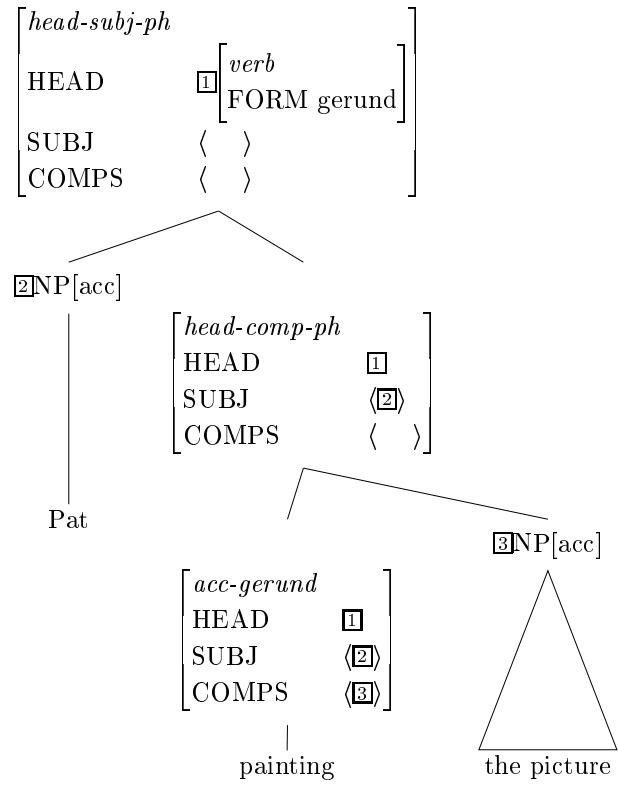 head-subj-ph
HEAD 1 verb
FORM gerund
SUBJ ⟨ ⟩
COMPS ⟨ ⟩
2NP[acc]
head-comp-ph
HEAD 1
SUBJ ⟨2⟩
COMPS ⟨ ⟩
Pat
3NP[acc]
acc-gerund
HEAD 1
SUBJ ⟨2⟩
COMPS ⟨3⟩
painting the picture